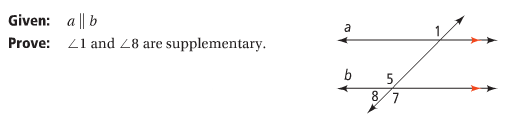 Given: a ∥ b
Prove: ∠1 and ∠8 are supplementary.
a
1
b
5
8 7